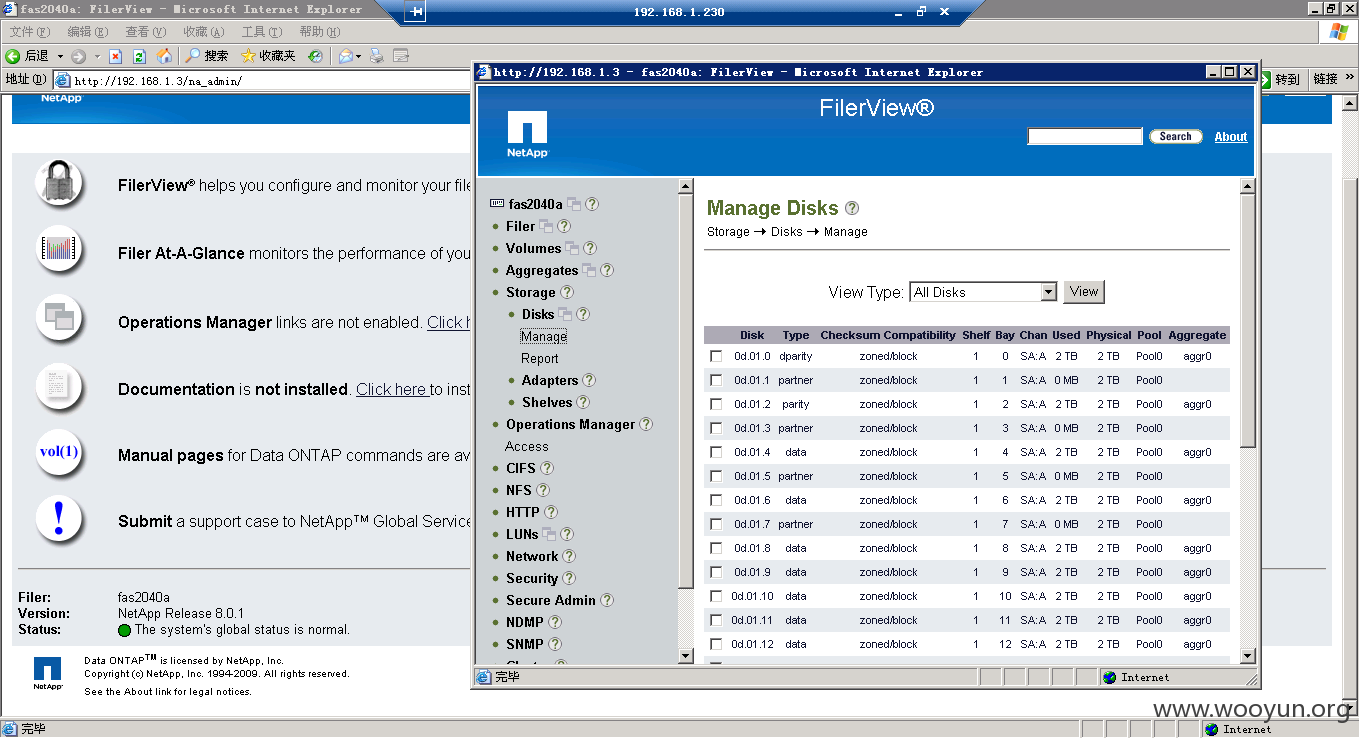 fas2040a: FilerView - Microsoft Internet Explorer
192.168.1.230
文件(F) 编辑(E) 查看(V) 收藏(A) 工具(T) 帮助(H)
后退 搜索 收藏夹
地址(D) http://192.168.1.3/na_admin/ 转到 链接 »
NetApp
FilerView® helps you configure and monitor your file
Filer At-A-Glance monitors the performance of you
Operations Manager links are not enabled. Click h
Documentation is not installed. Click here to inst
vol(1)
Manual pages for Data ONTAP commands are av
!
Submit a support case to NetApp™ Global Service
Filer: fas2040a
Version: NetApp Release 8.0.1
Status: The system's global status is normal.
NetApp
Data ONTAP™ is licensed by NetApp, Inc.
Copyright (c) NetApp, Inc. 1994-2009. All rights reserved.
See the About link for legal notices.
http://192.168.1.3 - fas2040a: FilerView - Microsoft Internet Explorer
FilerView®
NetApp
Search About
fas2040a
Filer
Volumes
Aggregates
Storage
Disks
Manage
Report
Adapters
Shelves
Operations Manager
Access
CIFS
NFS
HTTP
LUNs
Network
Security
Secure Admin
NDMP
SNMP
Manage Disks
Storage → Disks → Manage
View Type: All Disks View
Disk Type Checksum Compatibility Shelf Bay Chan Used Physical Pool Aggregate
0d.01.0 dparity zoned/block 1 0 SA:A 2 TB 2 TB Pool0 aggr0
0d.01.1 partner zoned/block 1 1 SA:A 0 MB 2 TB Pool0
0d.01.2 parity zoned/block 1 2 SA:A 2 TB 2 TB Pool0 aggr0
0d.01.3 partner zoned/block 1 3 SA:A 0 MB 2 TB Pool0
0d.01.4 data zoned/block 1 4 SA:A 2 TB 2 TB Pool0 aggr0
0d.01.5 partner zoned/block 1 5 SA:A 0 MB 2 TB Pool0
0d.01.6 data zoned/block 1 6 SA:A 2 TB 2 TB Pool0 aggr0
0d.01.7 partner zoned/block 1 7 SA:A 0 MB 2 TB Pool0
0d.01.8 data zoned/block 1 8 SA:A 2 TB 2 TB Pool0 aggr0
0d.01.9 data zoned/block 1 9 SA:A 2 TB 2 TB Pool0 aggr0
0d.01.10 data zoned/block 1 10 SA:A 2 TB 2 TB Pool0 aggr0
0d.01.11 data zoned/block 1 11 SA:A 2 TB 2 TB Pool0 aggr0
0d.01.12 data zoned/block 1 12 SA:A 2 TB 2 TB Pool0 aggr0
完毕 Internet
www.wooyun.org
完毕 Internet